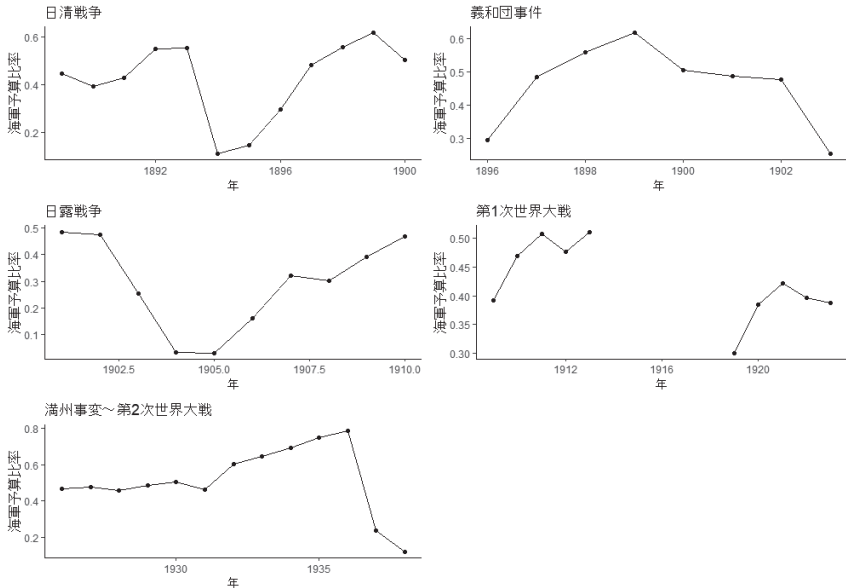 日清戦争
海軍予算比率
0.6
0.4
0.2
1892
1896
1900
年
義和団事件
海軍予算比率
0.6
0.5
0.4
0.3
1896
1898
1900
1902
年
日露戦争
海軍予算比率
0.5
0.4
0.3
0.2
0.1
1902.5
1905.0
1907.5
1910.0
年
第1次世界大戦
海軍予算比率
0.50
0.45
0.40
0.35
0.30
1912
1916
1920
年
満州事変～第2次世界大戦
海軍予算比率
0.8
0.6
0.4
0.2
1930
1935
年